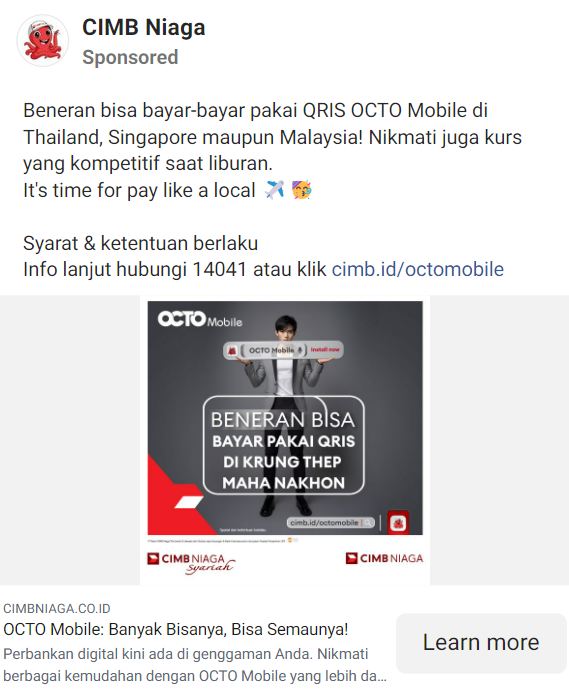 CIMB Niaga
Sponsored
Beneran bisa bayar-bayar pakai QRIS OCTO Mobile di
Thailand, Singapore maupun Malaysia! Nikmati juga kurs
yang kompetitif saat liburan.
It's time for pay like a local ✈️ 🥳
Syarat & ketentuan berlaku
Info lanjut hubungi 14041 atau klik cimb.id/octomobile
OCTO Mobile
OCTO Mobile Install now
BENERAN BISA
BAYAR PAKAI QRIS
DI KRUNG THEP
MAHA NAKHON
cimb.id/octomobile
CIMB NIAGA
syariah
CIMB NIAGA
CIMBNIAGA.CO.ID
OCTO Mobile: Banyak Bisanya, Bisa Semaunya!
Perbankan digital kini ada di genggaman Anda. Nikmati
berbagai kemudahan dengan OCTO Mobile yang lebih da...
Learn more